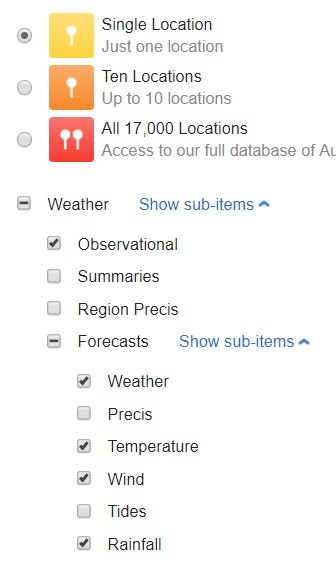 Single Location
Just one location
Ten Locations
Up to 10 locations
All 17,000 Locations
Access to our full database of Au
Weather Show sub-items
Observational
Summaries
Region Precis
Forecasts Show sub-items
Weather
Precis
Temperature
Wind
Tides
Rainfall